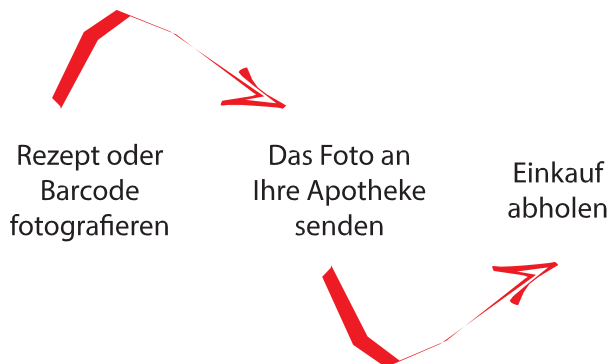 Rezept oder
Barcode
fotografieren
Das Foto an
Ihre Apotheke
senden
Einkauf
abholen